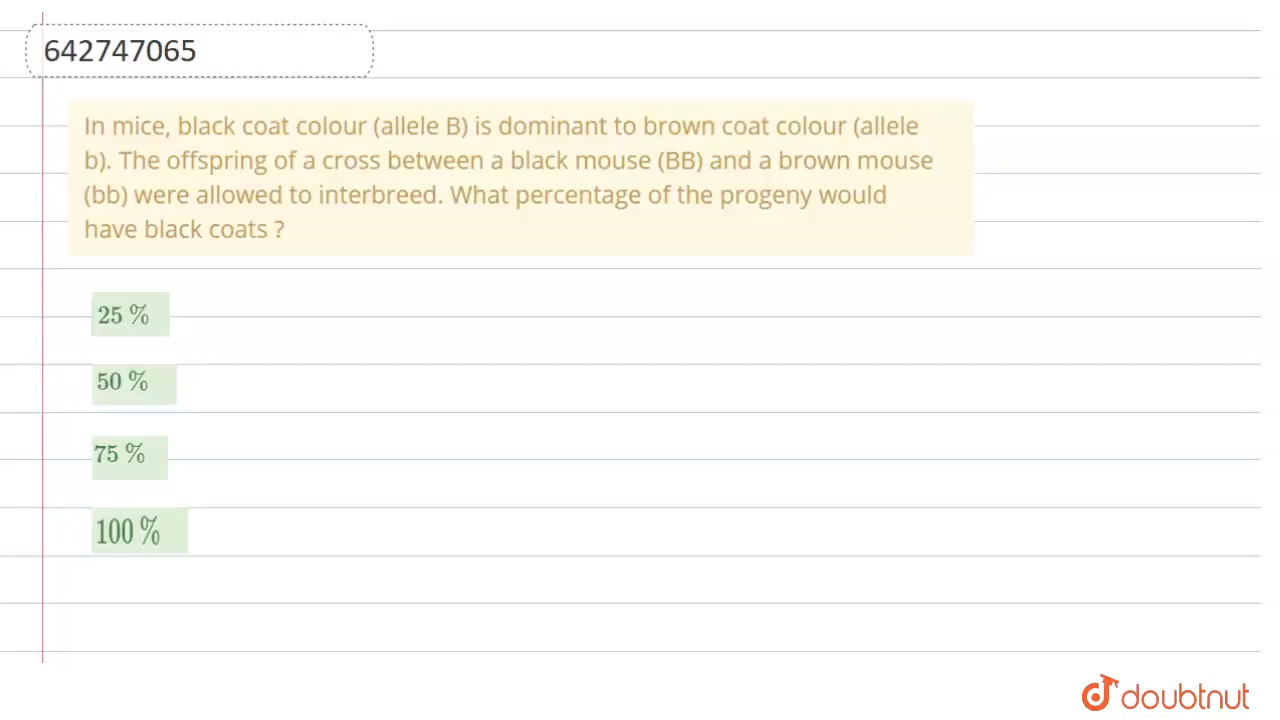 642747065
In mice, black coat colour (allele B) is dominant to brown coat colour (allele
b). The offspring of a cross between a black mouse (BB) and a brown mouse
(bb) were allowed to interbreed. What percentage of the progeny would
have black coats ?
25 %
50 %
75 %
100 %
doubtnut